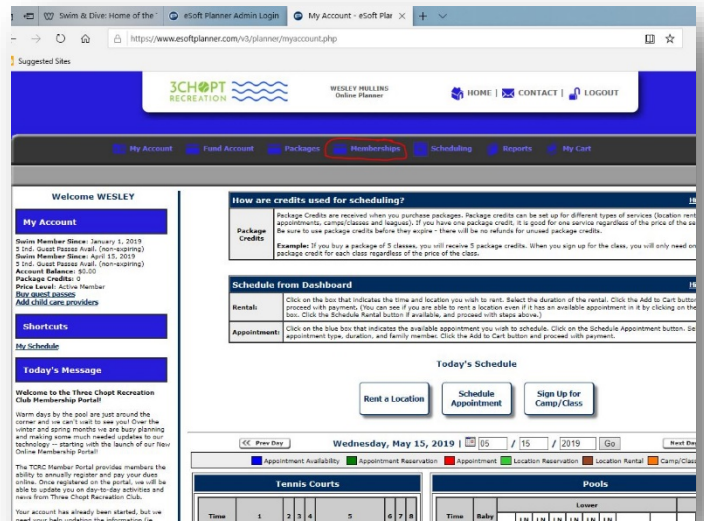 Swim & Dive: Home of the
eSoft Planner Admin Login
My Account - eSoft Plar
https://www.esoftplanner.com/v3/planner/myaccount.php
Suggested Sites
3CHOPT RECREATION
WESLEY MULLINS
Online Planner
HOME | CONTACT | LOGOUT
My Account Fund Account Packages Memberships Scheduling Reports My Cart
Welcome WESLEY
My Account
Swim Member Since: January 1, 2019
5 Ind. Guest Passes Avail. (non-expiring)
Swim Member Since: April 15, 2019
5 Ind. Guest Passes Avail. (non-expiring)
Account Balance: $0.00
Package Credits: 0
Price Level: Active Member
Buy guest passes
Add child care providers
Shortcuts
My Schedule
Today's Message
Welcome to the Three Chopt Recreation
Club Membership Portal!
Warm days by the pool are just around the
corner and we can't wait to see you! Over the
winter and spring months we are busy planning
and making some much needed updates to our
technology -- starting with the launch of our New
Online Membership Portal!
The TCRC Member Portal provides members the
ability to annually register and pay your dues
online. Once registered on the portal, we will be
able to update you on day-to-day activities and
news from Three Chopt Recreation Club.
Your account has already been started, but we
need your help updating the information (ie
How are credits used for scheduling?
Package Credits
Package Credits are received when you purchase packages. Package credits can be set up for different types of services (location rent
appointments, camps/classes and leagues). If you have one package credit, it is good for one service regardless of the price of the se
Be sure to use package credits before they expire - there will be no refunds for unused package credits.
Example: If you buy a package of 5 classes, you will receive 5 package credits. When you sign up for the class, you will only need on
package credit for each class regardless of the price of the class.
Schedule from Dashboard
Rental:
Click on the box that indicates the time and location you wish to rent. Select the duration of the rental. Click the Add to Cart button
proceed with payment. (You can see if you are able to rent a location even if it has an available appointment in it by clicking on the
box. Click the Schedule Rental button if available, and proceed with steps above.)
Appointment:
Click on the blue box that indicates the available appointment you wish to schedule. Click on the Schedule Appointment button. Se
appointment type, duration, and family member. Click the Add to Cart button and proceed with payment.
Today's Schedule
Rent a Location
Schedule Appointment
Sign Up for Camp/Class
<< Prev Day Wednesday, May 15, 2019 | 05 / 15 / 2019 Go Next Day
Appointment Availability Appointment Reservation Appointment Location Reservation Location Rental Camp/Class
Tennis Courts
Pools
Lower
Time 1 2 3 4 5 6 7 8
Time Baby LN LN LN LN LN LN